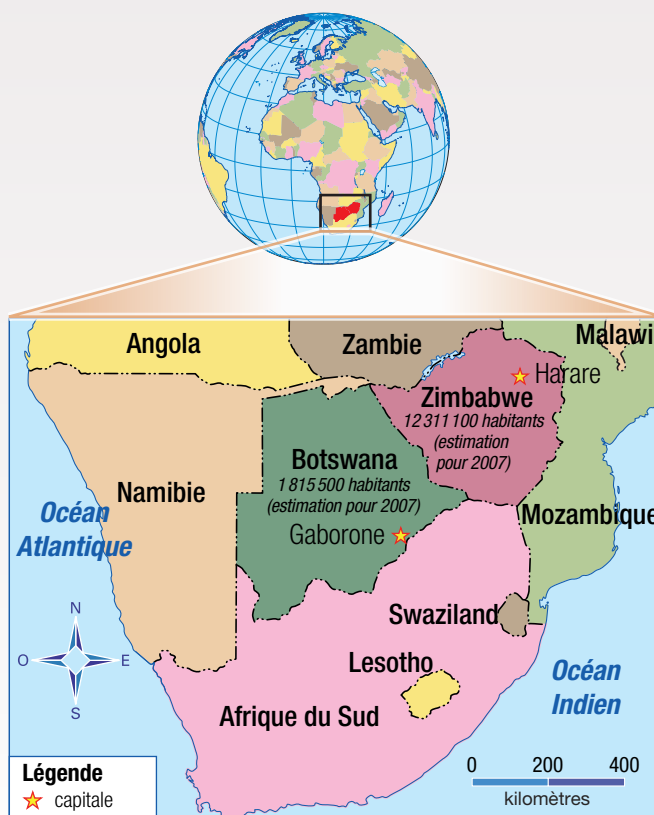 Angola
Zambie
Malawi
Harare
Zimbabwe
12 311 100 habitants
(estimation
pour 2007)
Botswana
1 815 500 habitants
(estimation pour 2007)
Gaborone
Namibie
Mozambique
Océan
Atlantique
Swaziland
Lesotho
Afrique du Sud
Océan
Indien
N
O
E
S
Légende
capitale
0 200 400
kilomètres